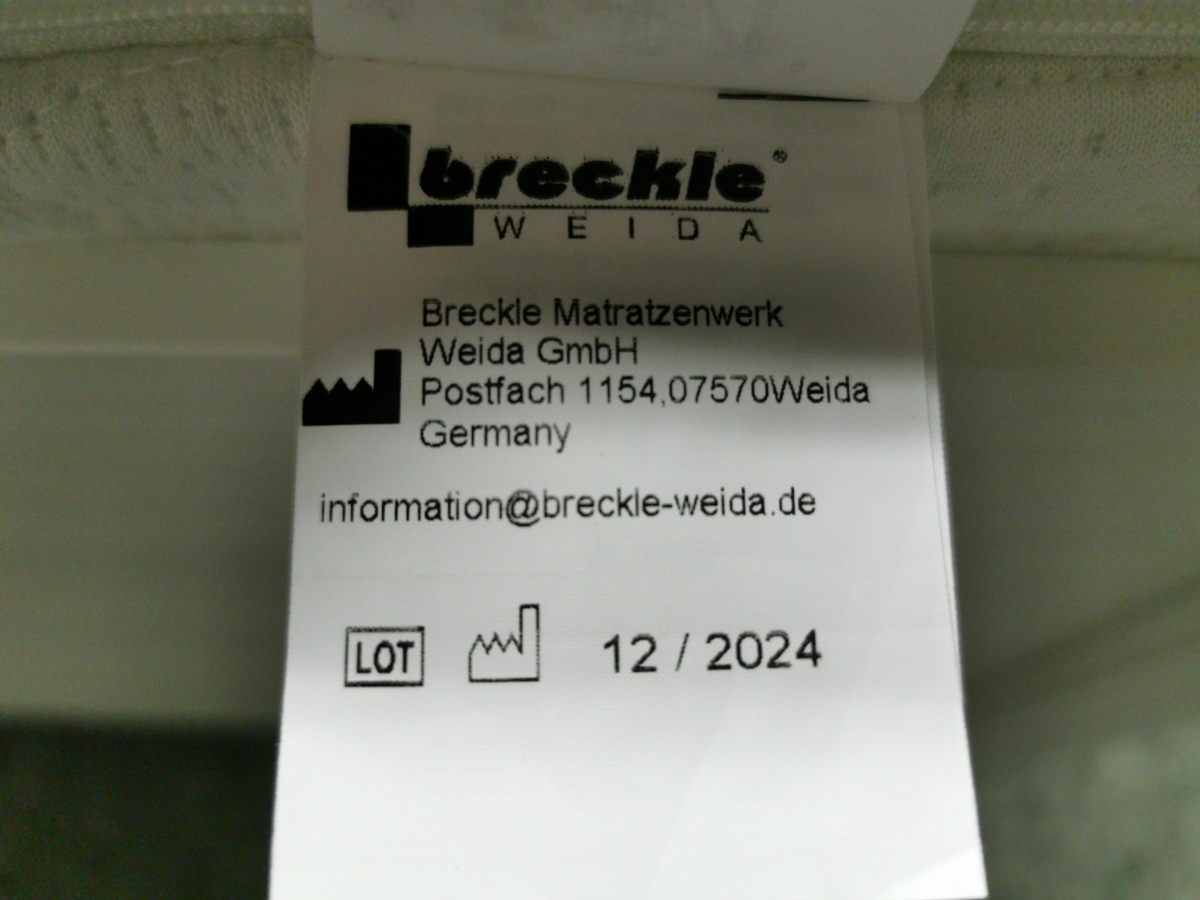 breckle®
WEIDA
Breckle Matratzenwerk
Weida GmbH
Postfach 1154,07570Weida
Germany
information@breckle-weida.de
LOT 12 / 2024